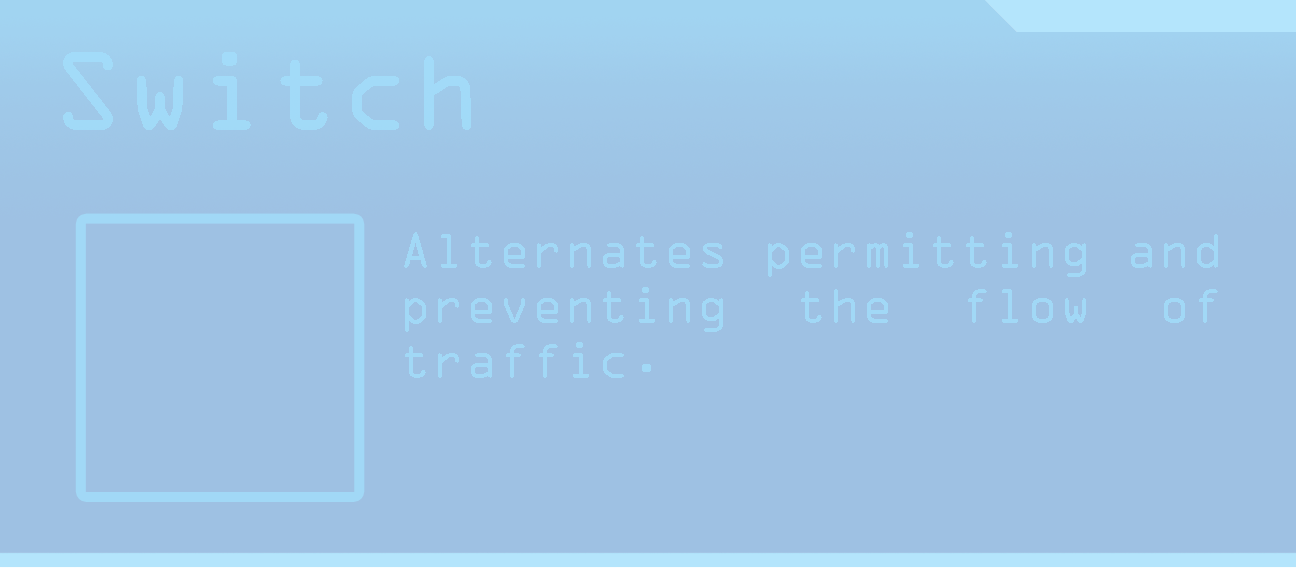 Switch
Alternates permitting and
preventing the flow of
traffic.